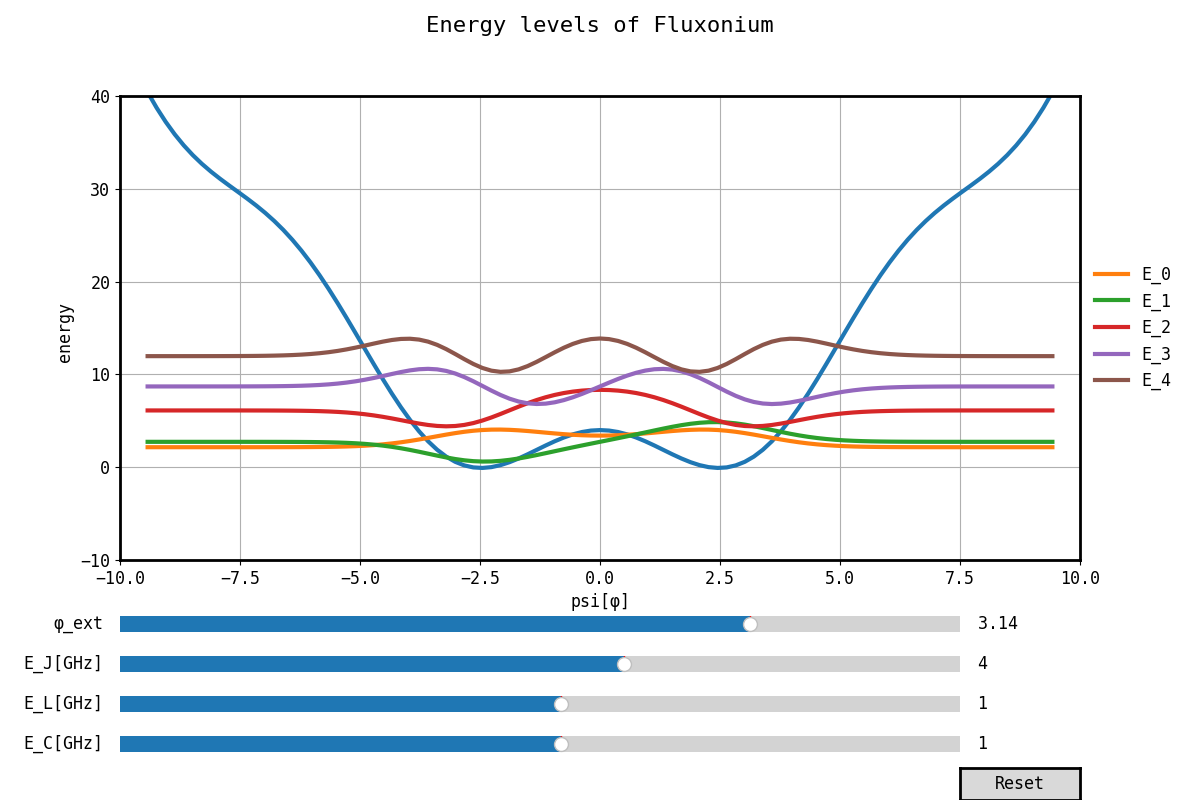 Energy levels of Fluxonium
40
30
20
10
0
−10
energy
−10.0 −7.5 −5.0 −2.5 0.0 2.5 5.0 7.5 10.0
psi[φ]
E_0
E_1
E_2
E_3
E_4
φ_ext 3.14
E_J[GHz] 4
E_L[GHz] 1
E_C[GHz] 1
Reset